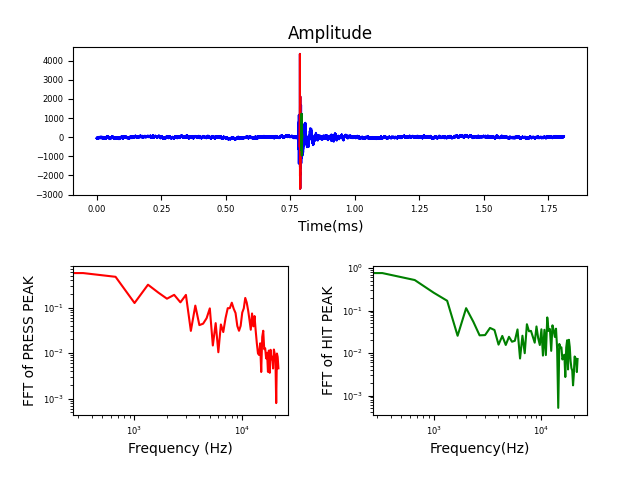 Amplitude
4000
3000
2000
1000
0
−1000
−2000
−3000
0.00 0.25 0.50 0.75 1.00 1.25 1.50 1.75
Time(ms)
FFT of PRESS PEAK
10⁻¹
10⁻²
10⁻³
10³ 10⁴
Frequency (Hz)
FFT of HIT PEAK
10⁰
10⁻¹
10⁻²
10⁻³
10³ 10⁴
Frequency(Hz)